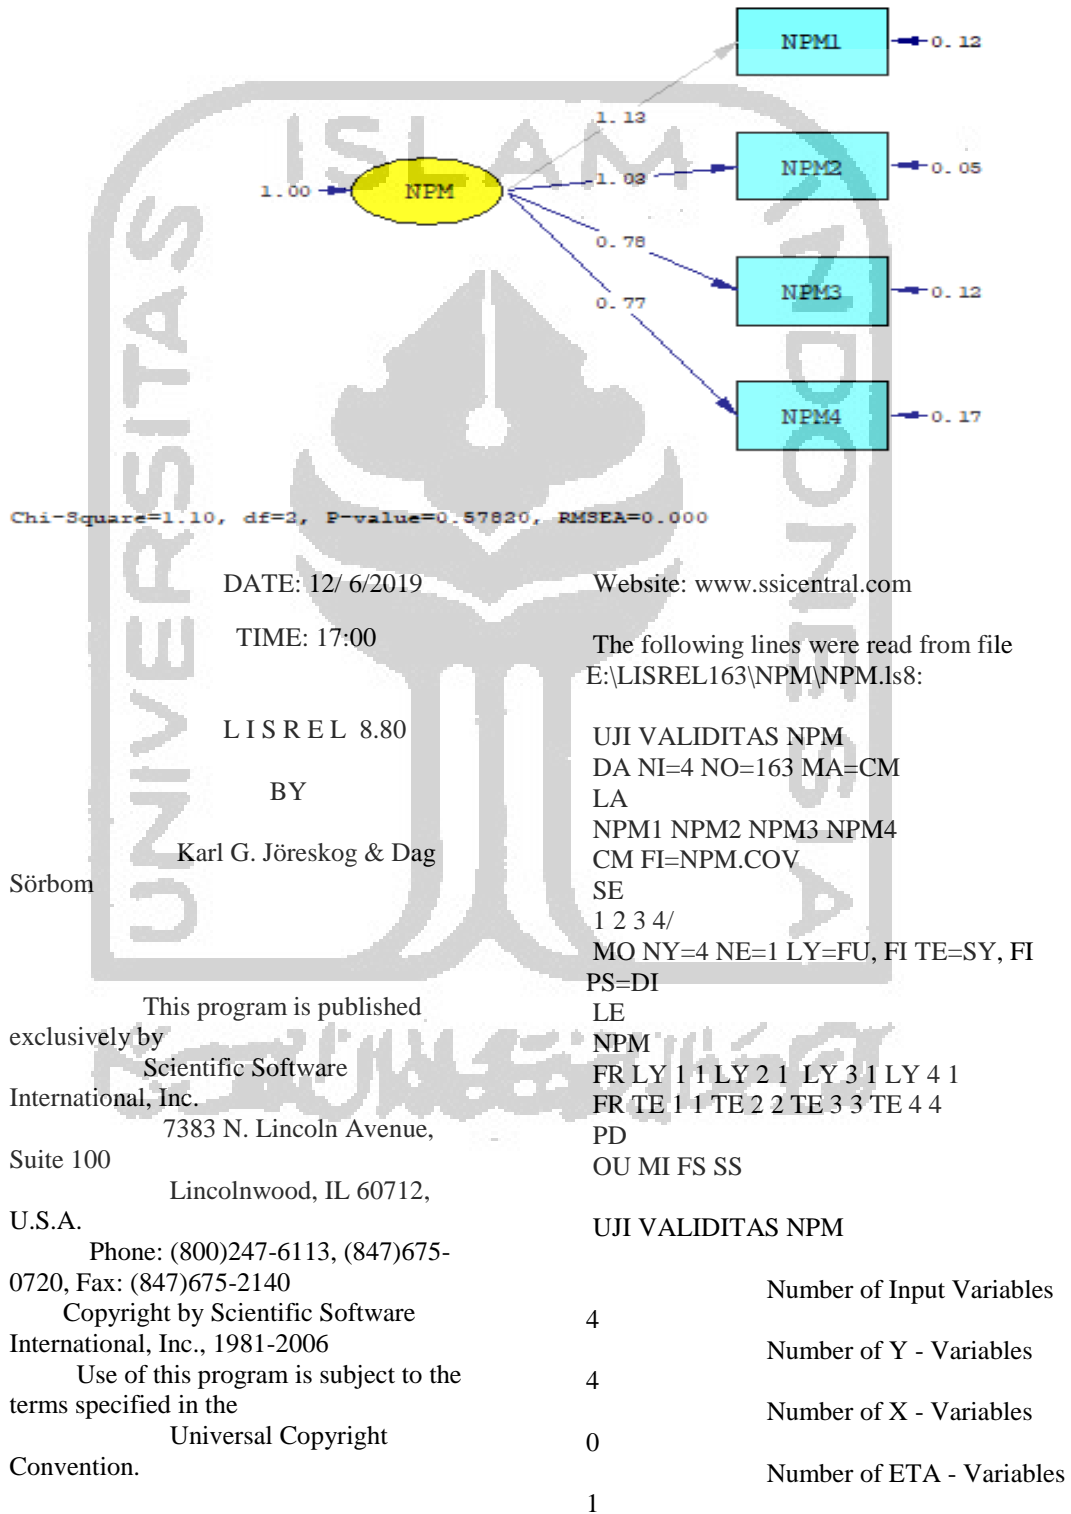 NPM1
0.12
1.13
NPM2
0.05
1.03
1.00
NPM
0.78
NPM3
0.12
0.77
NPM4
0.17
Chi-Square=1.10, df=2, P-value=0.57820, RMSEA=0.000
ISLAM
UNIVERSITAS
INDONESIA
DATE: 12/ 6/2019
TIME: 17:00
L I S R E L 8.80
BY
Karl G. Jöreskog & Dag
Sörbom
This program is published
exclusively by
Scientific Software
International, Inc.
7383 N. Lincoln Avenue,
Suite 100
Lincolnwood, IL 60712,
U.S.A.
Phone: (800)247-6113, (847)675-
0720, Fax: (847)675-2140
Copyright by Scientific Software
International, Inc., 1981-2006
Use of this program is subject to the
terms specified in the
Universal Copyright
Convention.
Website: www.ssicentral.com
The following lines were read from file
E:\LISREL163\NPM\NPM.ls8:
UJI VALIDITAS NPM
DA NI=4 NO=163 MA=CM
LA
NPM1 NPM2 NPM3 NPM4
CM FI=NPM.COV
SE
1 2 3 4/
MO NY=4 NE=1 LY=FU, FI TE=SY, FI
PS=DI
LE
NPM
FR LY 1 1 LY 2 1 LY 3 1 LY 4 1
FR TE 1 1 TE 2 2 TE 3 3 TE 4 4
PD
OU MI FS SS
UJI VALIDITAS NPM
Number of Input Variables
4
Number of Y - Variables
4
Number of X - Variables
0
Number of ETA - Variables
1